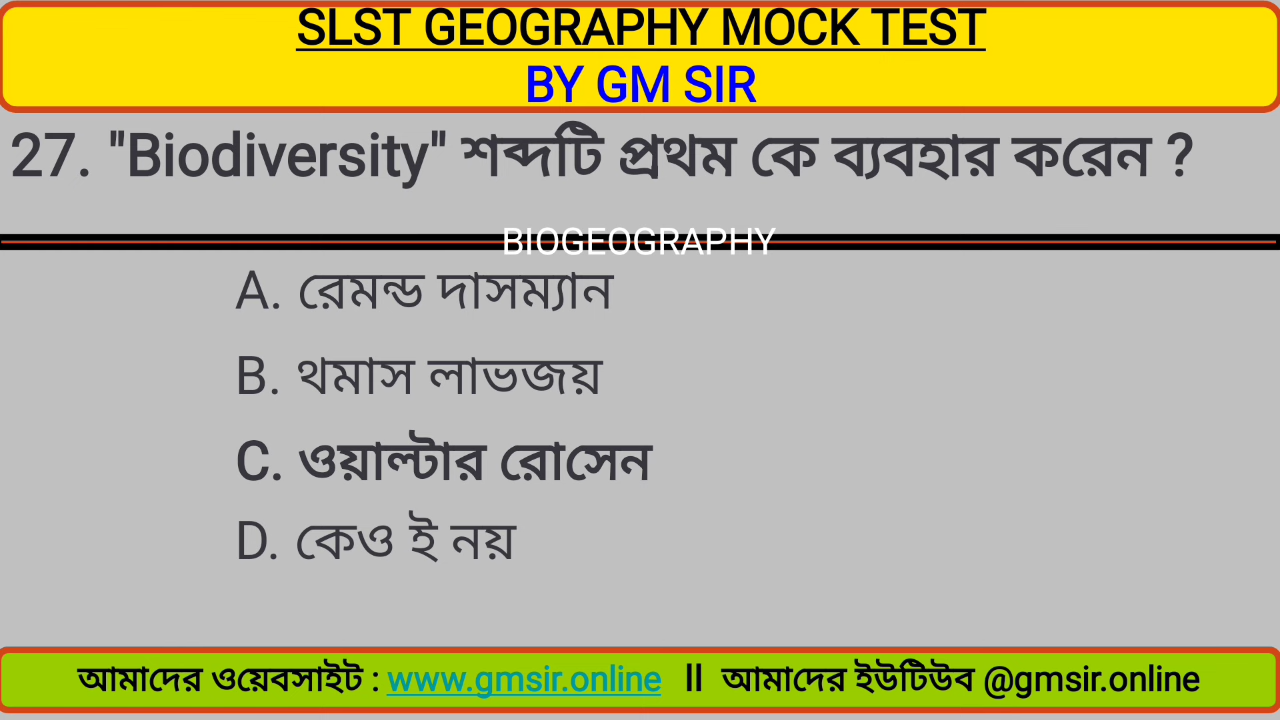 SLST GEOGRAPHY MOCK TEST
BY GM SIR
27. "Biodiversity" শব্দটি প্রথম কে ব্যবহার করেন ?
BIOGEOGRAPHY
A. রেমন্ড দাসম্যান
B. থমাস লাভজয়
C. ওয়াল্টার রোসেন
D. কেও ই নয়
আমাদের ওয়েবসাইট : www.gmsir.online ll আমাদের ইউটিউব @gmsir.online